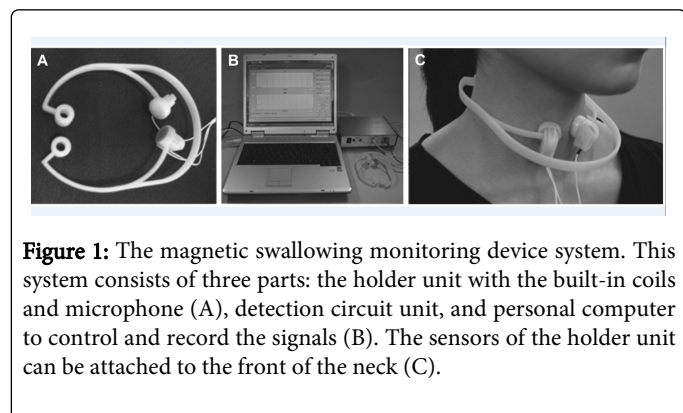 A
B
C
Figure 1: The magnetic swallowing monitoring device system. This
system consists of three parts: the holder unit with the built-in coils
and microphone (A), detection circuit unit, and personal computer
to control and record the signals (B). The sensors of the holder unit
can be attached to the front of the neck (C).